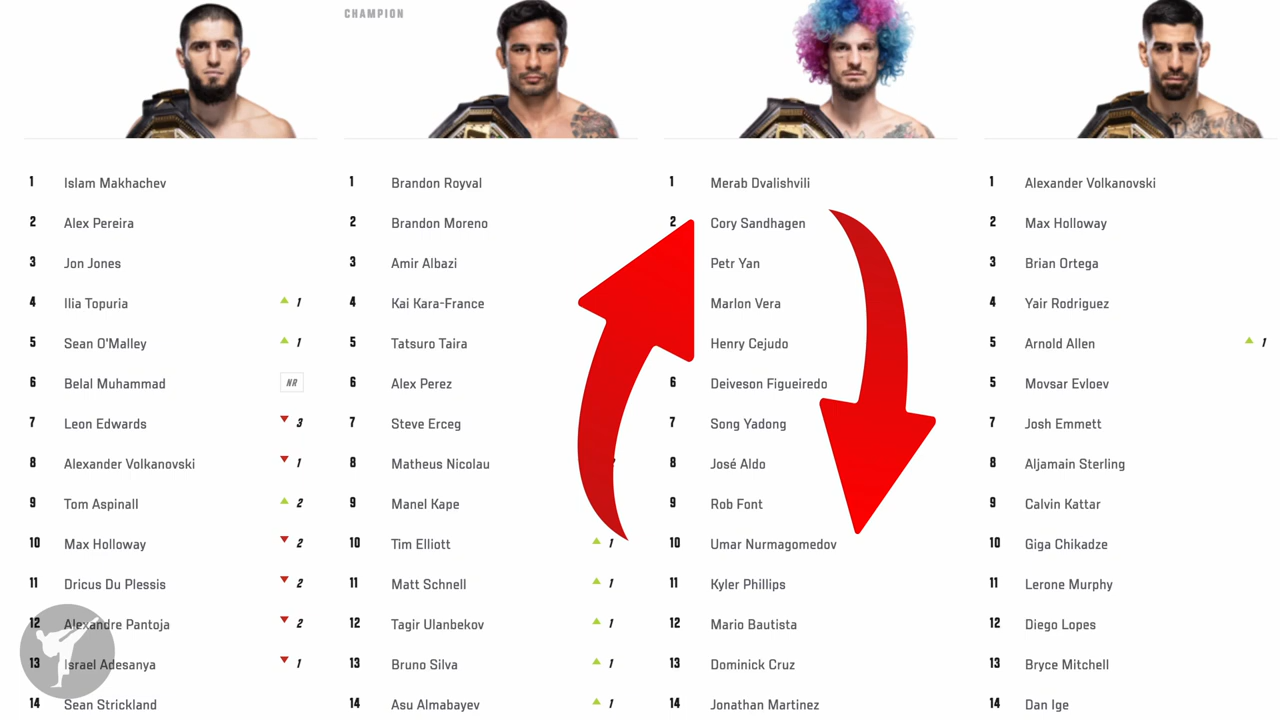 CHAMPION
1 Islam Makhachev
2 Alex Pereira
3 Jon Jones
4 Ilia Topuria 1
5 Sean O'Malley 1
6 Belal Muhammad NR
7 Leon Edwards 3
8 Alexander Volkanovski 1
9 Tom Aspinall 2
10 Max Holloway 2
11 Dricus Du Plessis 2
12 Alexandre Pantoja 2
13 Israel Adesanya 1
14 Sean Strickland
1 Brandon Royval
2 Brandon Moreno
3 Amir Albazi
4 Kai Kara-France
5 Tatsuro Taira
6 Alex Perez
7 Steve Erceg
8 Matheus Nicolau
9 Manel Kape
10 Tim Elliott 1
11 Matt Schnell 1
12 Tagir Ulanbekov 1
13 Bruno Silva 1
14 Asu Almabayev 1
1 Merab Dvalishvili
2 Cory Sandhagen
Petr Yan
Marlon Vera
Henry Cejudo
6 Deiveson Figueiredo
7 Song Yadong
8 José Aldo
9 Rob Font
10 Umar Nurmagomedov
11 Kyler Phillips
12 Mario Bautista
13 Dominick Cruz
14 Jonathan Martinez
1 Alexander Volkanovski
2 Max Holloway
3 Brian Ortega
4 Yair Rodriguez
5 Arnold Allen 1
5 Movsar Evloev
7 Josh Emmett
8 Aljamain Sterling
9 Calvin Kattar
10 Giga Chikadze
11 Lerone Murphy
12 Diego Lopes
13 Bryce Mitchell
14 Dan Ige